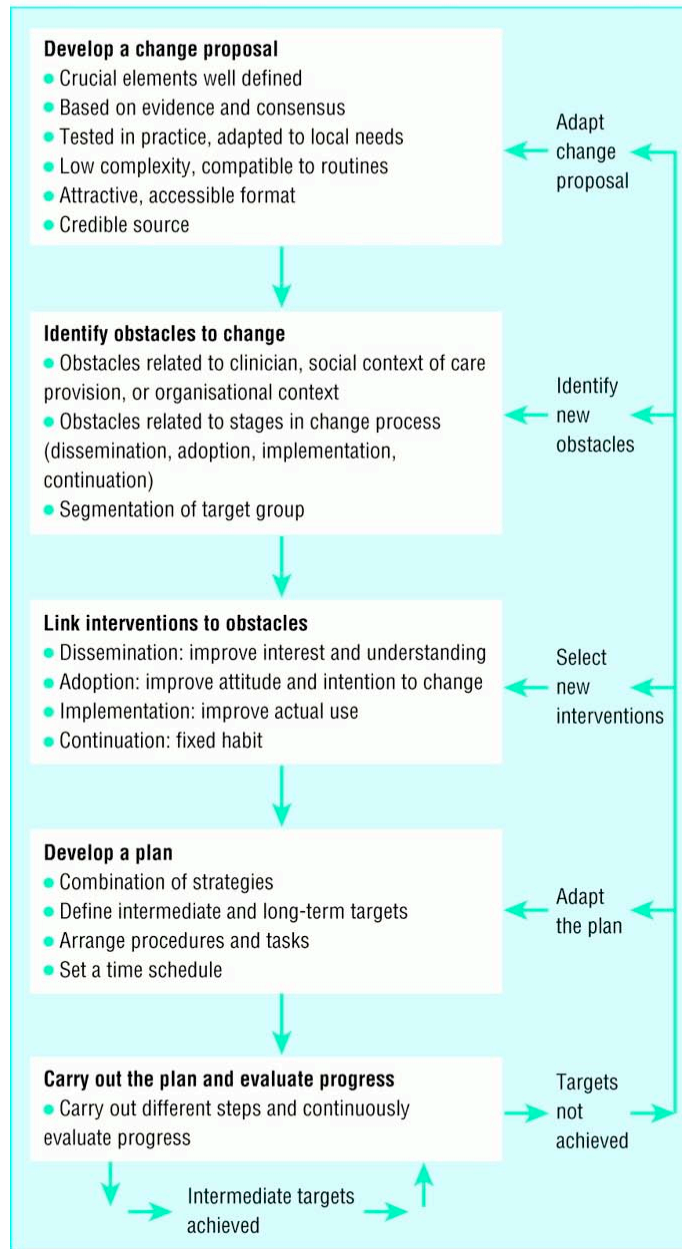 Develop a change proposal
• Crucial elements well defined
• Based on evidence and consensus
• Tested in practice, adapted to local needs
• Low complexity, compatible to routines
• Attractive, accessible format
• Credible source
Adapt
change
proposal
Identify obstacles to change
• Obstacles related to clinician, social context of care
provision, or organisational context
• Obstacles related to stages in change process
(dissemination, adoption, implementation,
continuation)
• Segmentation of target group
Identify
new
obstacles
Link interventions to obstacles
• Dissemination: improve interest and understanding
• Adoption: improve attitude and intention to change
• Implementation: improve actual use
• Continuation: fixed habit
Select
new
interventions
Develop a plan
• Combination of strategies
• Define intermediate and long-term targets
• Arrange procedures and tasks
• Set a time schedule
Adapt
the plan
Carry out the plan and evaluate progress
• Carry out different steps and continuously
evaluate progress
Targets
not
achieved
Intermediate targets
achieved